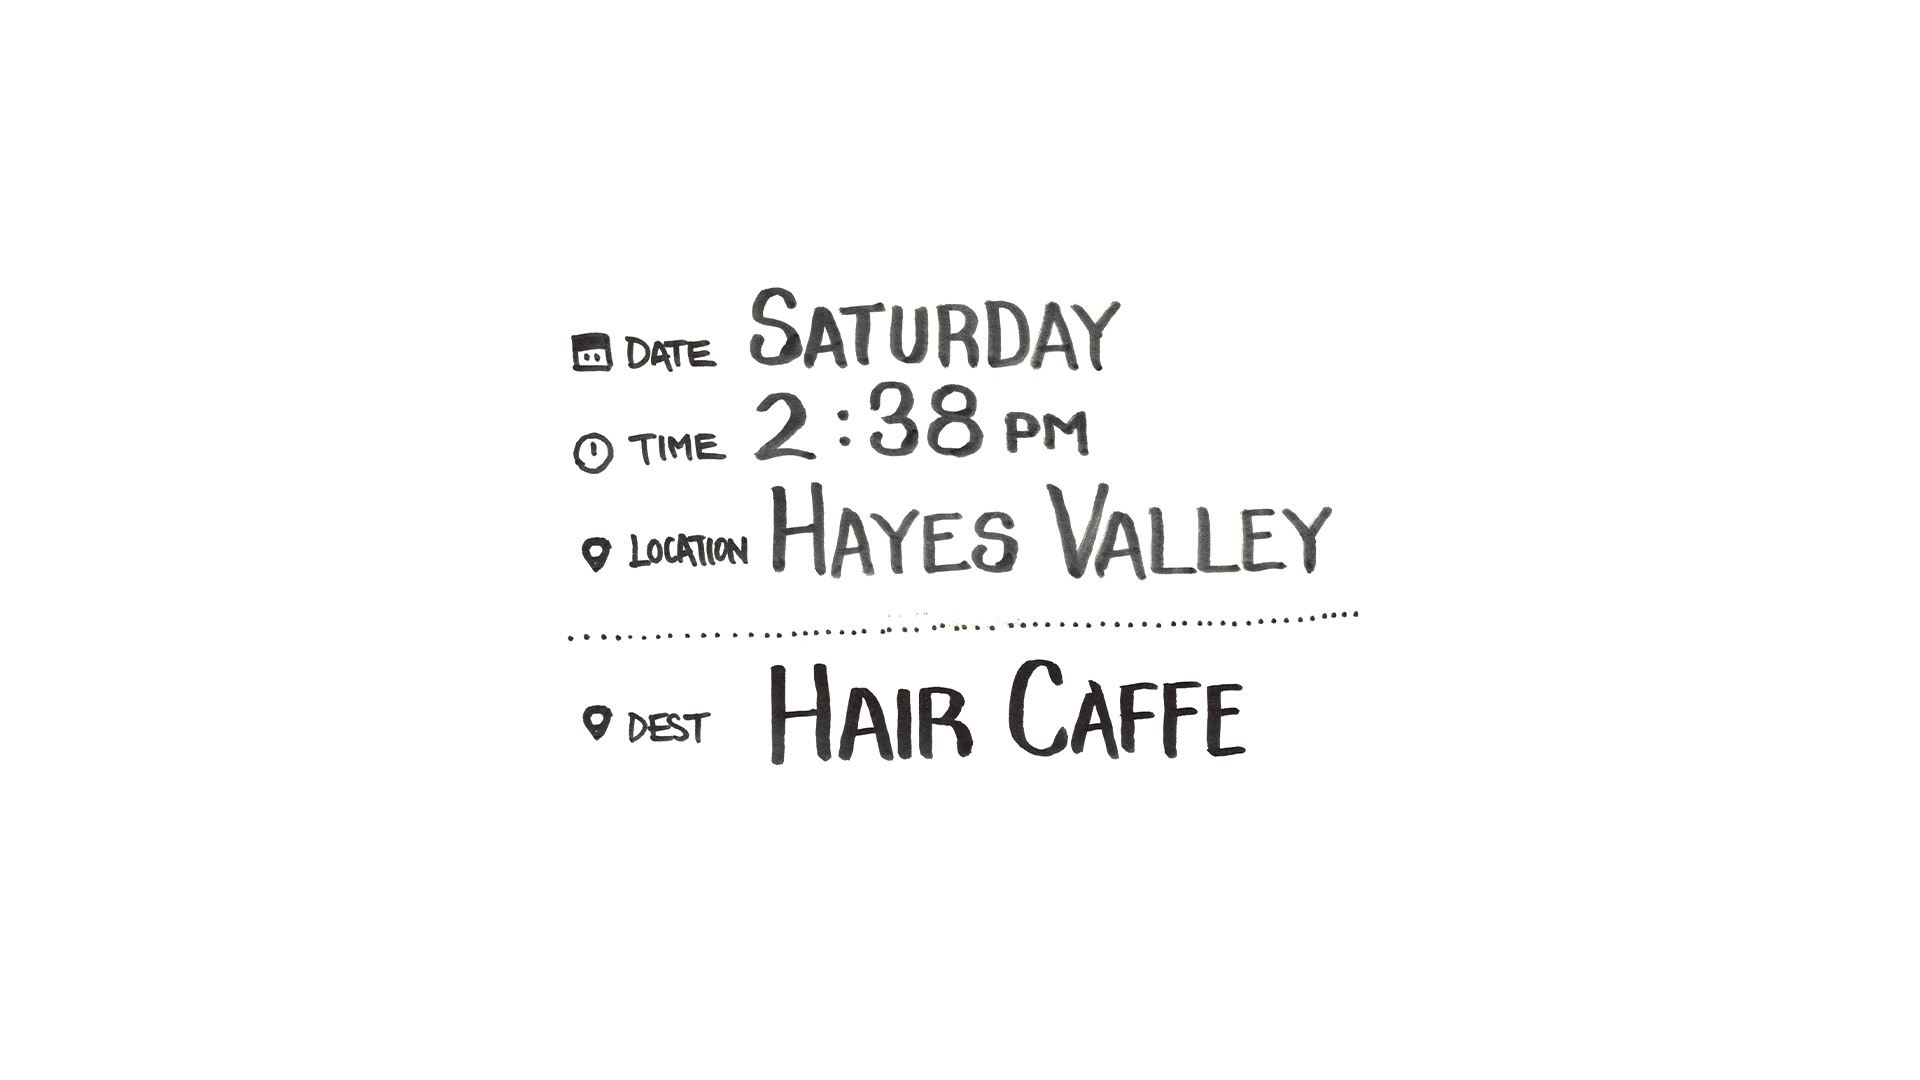 DATE SATURDAY
TIME 2:38 PM
LOCATION HAYES VALLEY
DEST HAIR CAFFE